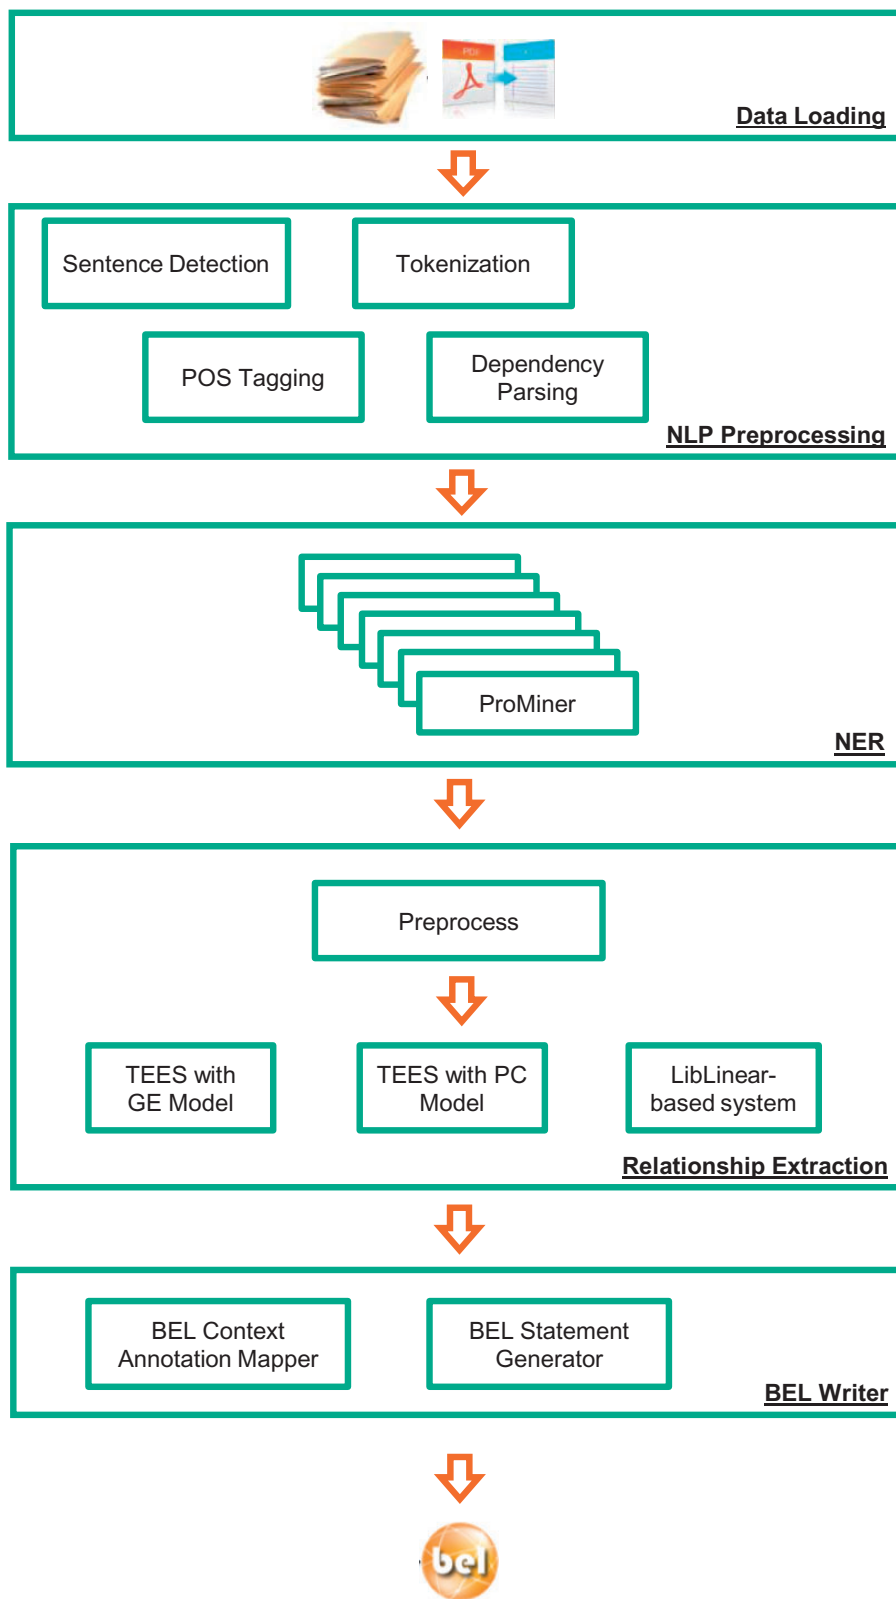 PDF
Data Loading
Sentence Detection
Tokenization
POS Tagging
Dependency
Parsing
NLP Preprocessing
ProMiner
NER
Preprocess
TEES with
GE Model
TEES with PC
Model
LibLinear-
based system
Relationship Extraction
BEL Context
Annotation Mapper
BEL Statement
Generator
BEL Writer
bel